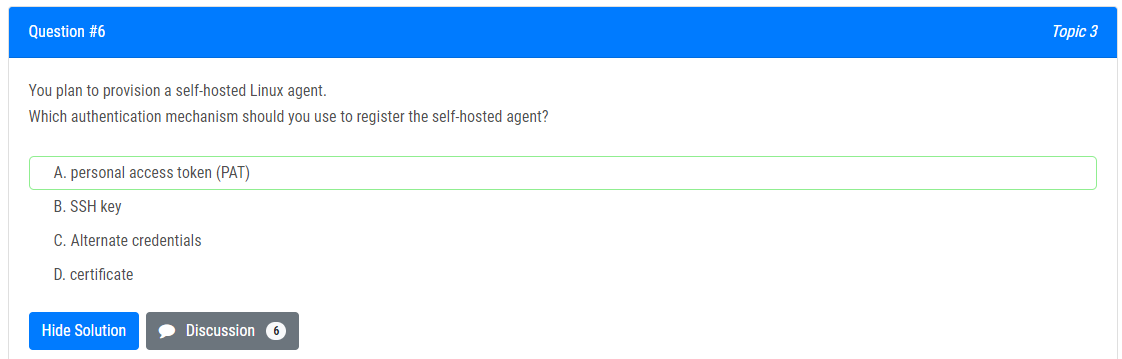 Question #6
Topic 3
You plan to provision a self-hosted Linux agent.
Which authentication mechanism should you use to register the self-hosted agent?
A. personal access token (PAT)
B. SSH key
C. Alternate credentials
D. certificate
Hide Solution
Discussion 6